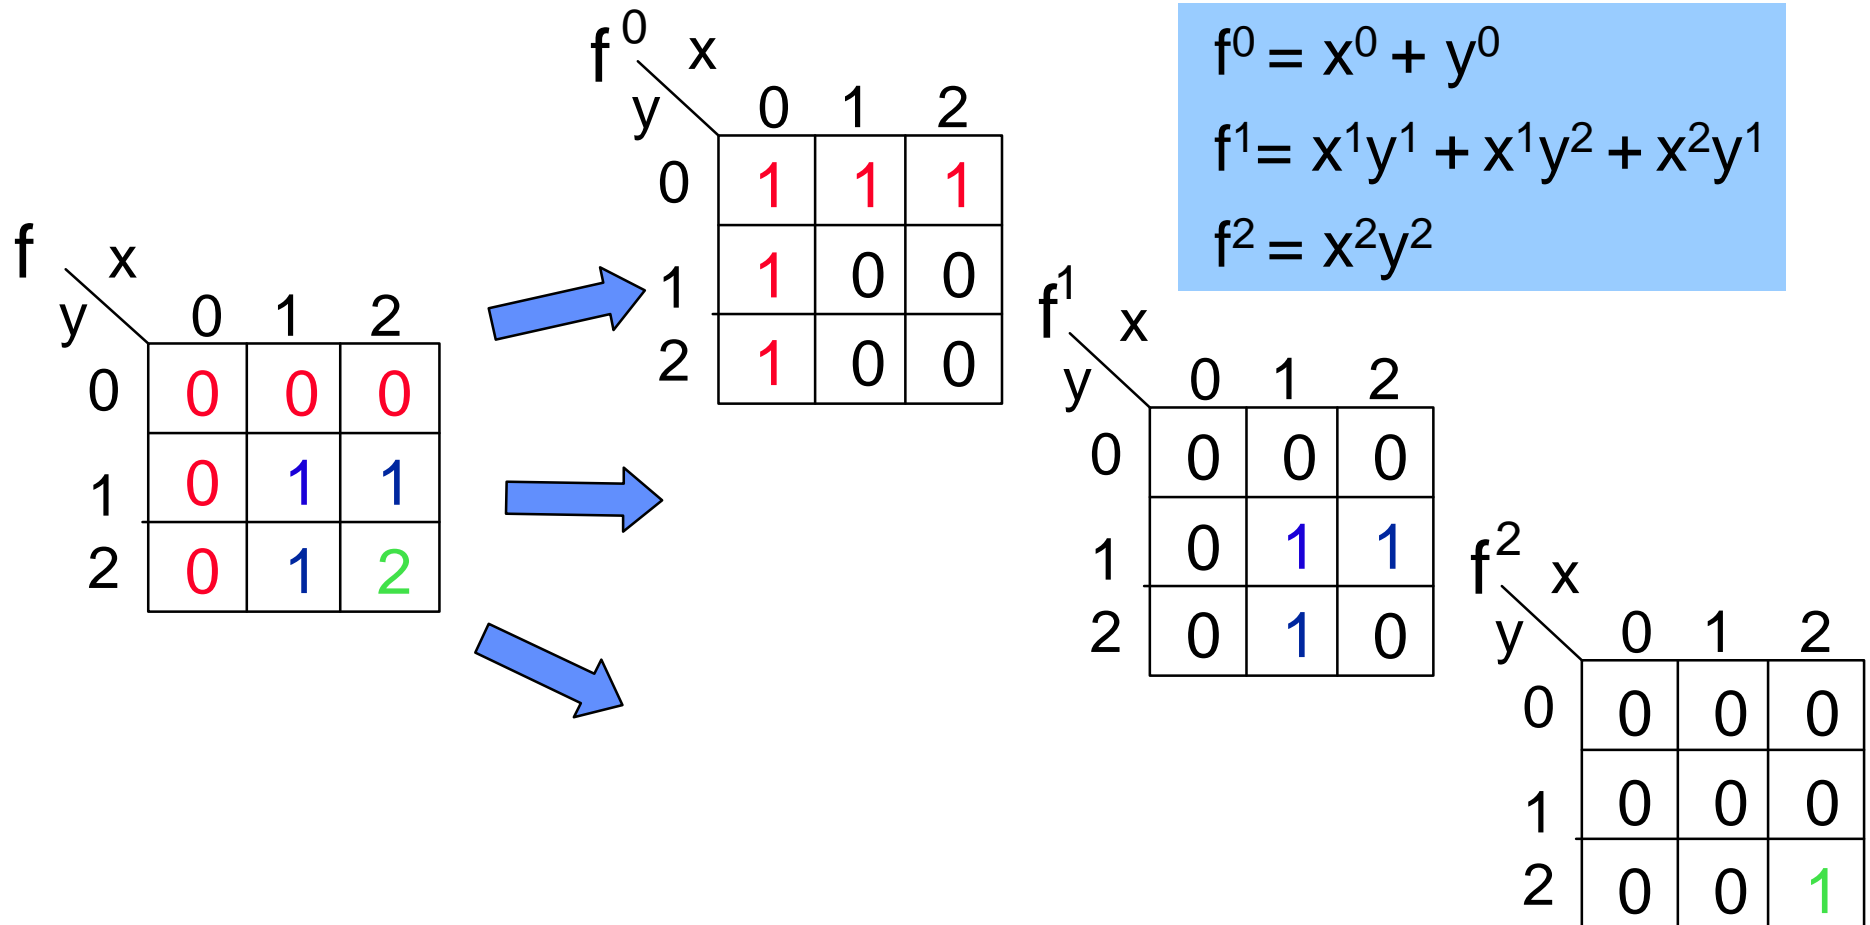 f x
y 0 1 2
0 0 0 0
1 0 1 1
2 0 1 2
f⁰ x
y 0 1 2
0 1 1 1
1 1 0 0
2 1 0 0
f⁰ = x⁰ + y⁰
f¹= x¹y¹ + x¹y² + x²y¹
f² = x²y²
f¹ x
y 0 1 2
0 0 0 0
1 0 1 1
2 0 1 0
f² x
y 0 1 2
0 0 0 0
1 0 0 0
2 0 0 1